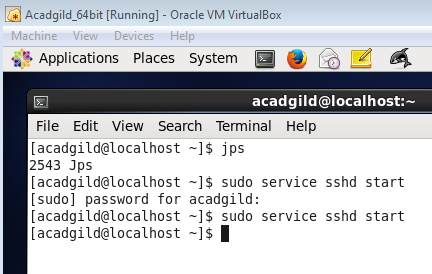 Acadgild_64bit [Running] - Oracle VM VirtualBox
Machine View Devices Help
Applications Places System
acadgild@localhost:~
File Edit View Search Terminal Help
[acadgild@localhost ~]$ jps
2543 Jps
[acadgild@localhost ~]$ sudo service sshd start
[sudo] password for acadgild:
[acadgild@localhost ~]$ sudo service sshd start
[acadgild@localhost ~]$